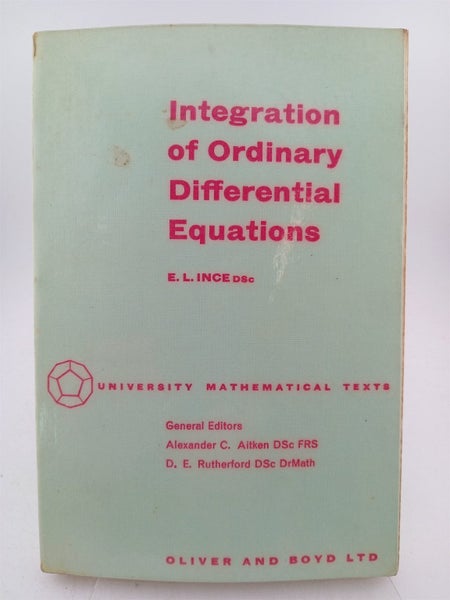 Integration
of Ordinary
Differential
Equations
E. L. INCE DSc
UNIVERSITY MATHEMATICAL TEXTS
General Editors
Alexander C. Aitken DSc FRS
D. E. Rutherford DSc DrMath
OLIVER AND BOYD LTD